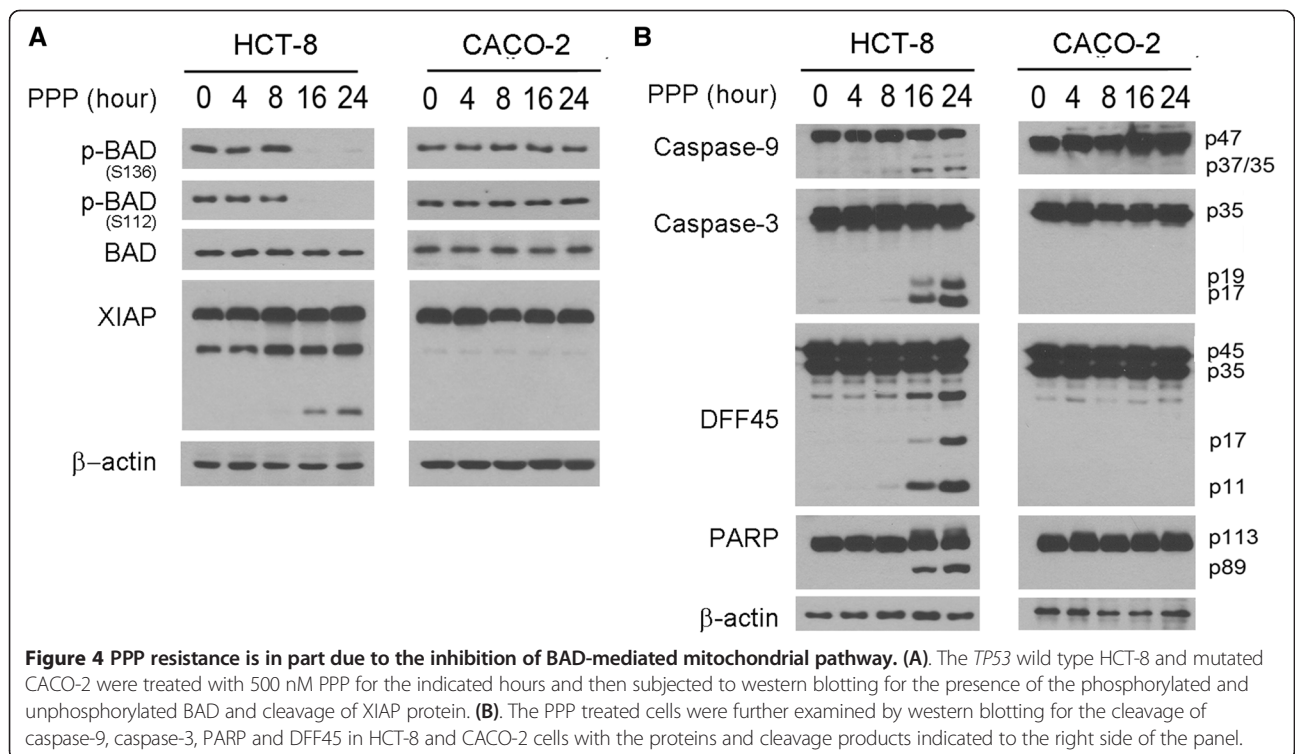 A
HCT-8 CACO-2
PPP (hour) 0 4 8 16 24 0 4 8 16 24
p-BAD
(S136)
p-BAD
(S112)
BAD
XIAP
β–actin
B
HCT-8 CACO-2
PPP (hour) 0 4 8 16 24 0 4 8 16 24
Caspase-9 p47
p37/35
Caspase-3 p35
p19
p17
DFF45 p45
p35
p17
p11
PARP p113
p89
β-actin
Figure 4 PPP resistance is in part due to the inhibition of BAD-mediated mitochondrial pathway. (A). The TP53 wild type HCT-8 and mutated
CACO-2 were treated with 500 nM PPP for the indicated hours and then subjected to western blotting for the presence of the phosphorylated and
unphosphorylated BAD and cleavage of XIAP protein. (B). The PPP treated cells were further examined by western blotting for the cleavage of
caspase-9, caspase-3, PARP and DFF45 in HCT-8 and CACO-2 cells with the proteins and cleavage products indicated to the right side of the panel.